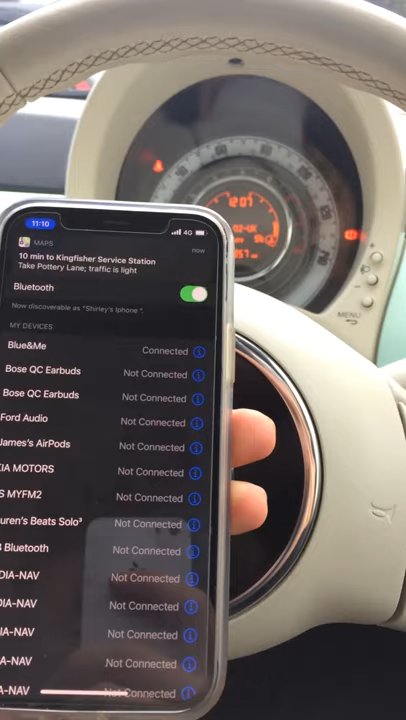 11:10
4G
MAPS
now
10 min to Kingfisher Service Station
Take Pottery Lane; traffic is light
Bluetooth
Now discoverable as "Shirley's Iphone ".
MY DEVICES
Blue&Me Connected
Bose QC Earbuds Not Connected
Bose QC Earbuds Not Connected
Ford Audio Not Connected
James's AirPods Not Connected
IA MOTORS Not Connected
S MYFM2 Not Connected
uren's Beats Solo³ Not Connected
Bluetooth Not Connected
DIA-NAV Not Connected
DIA-NAV Not Connected
IA-NAV Not Connected
A-NAV Not Connected
A-NAV Not Connected
MENU